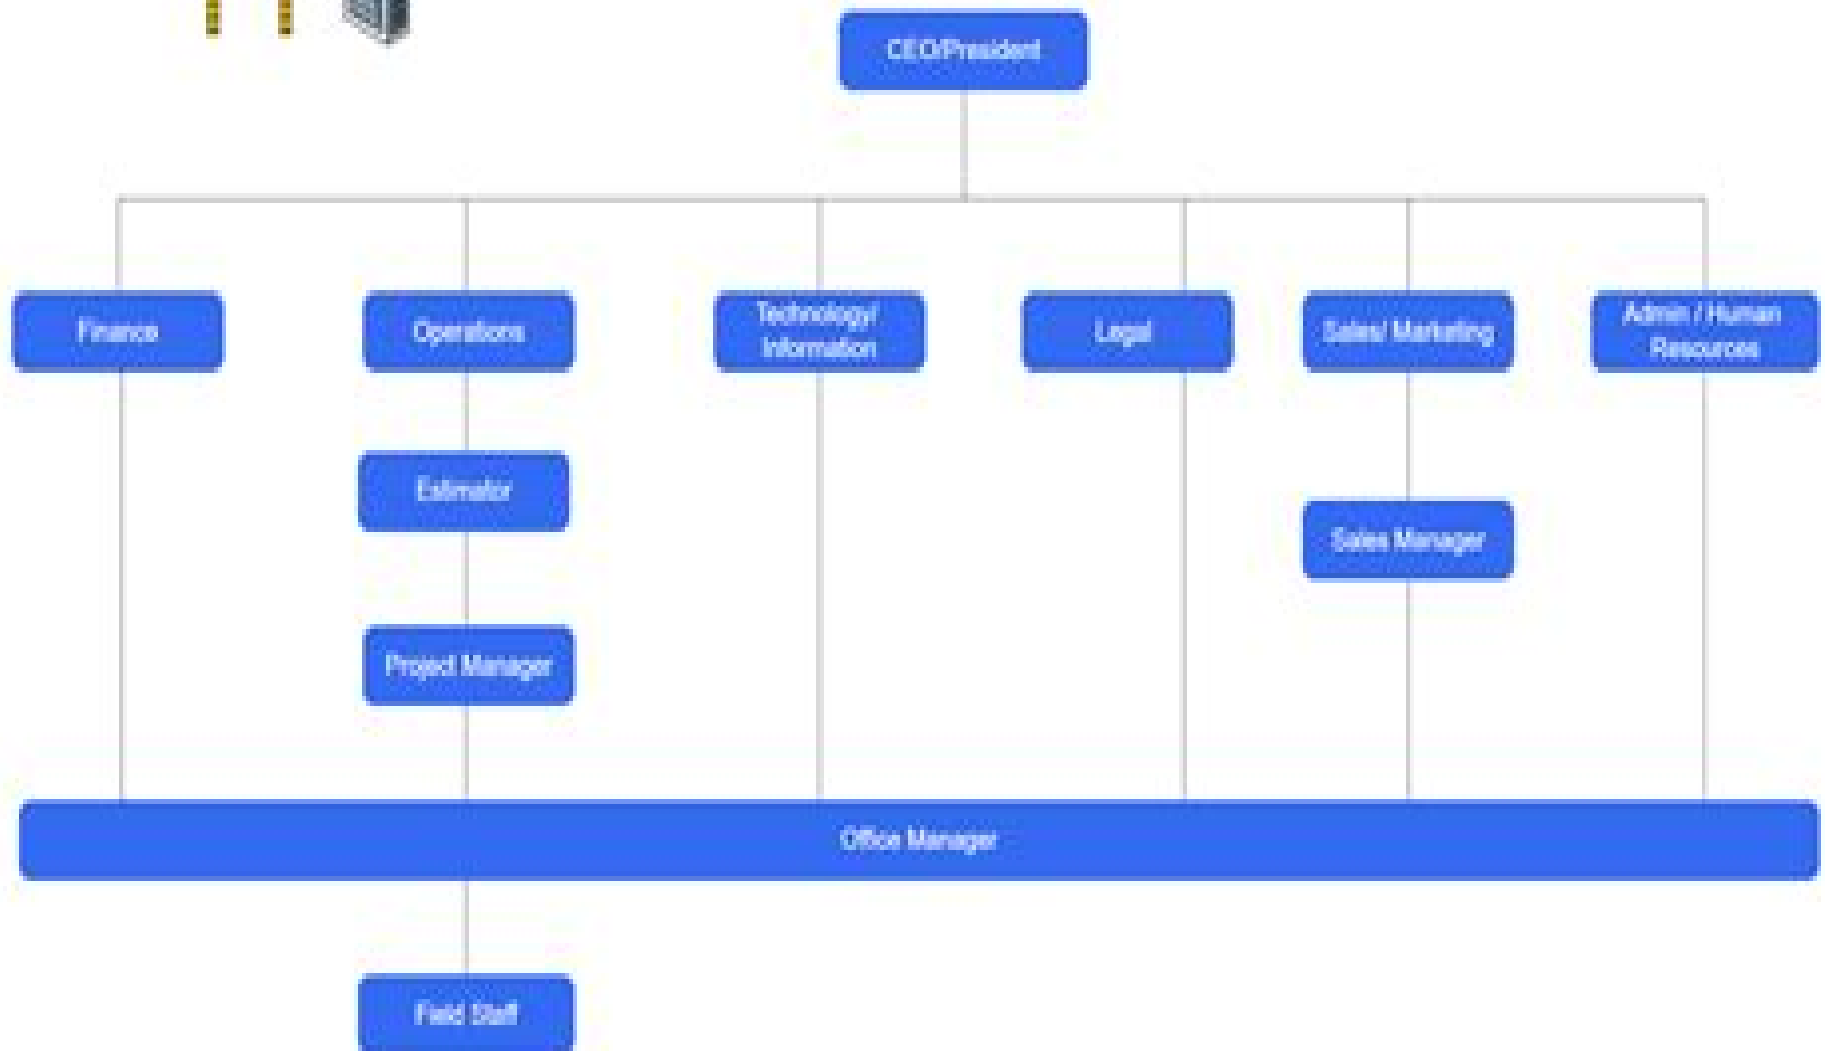 CEO/President
Finance
Operations
Technology/
Information
Legal
Sales/ Marketing
Admin / Human
Resources
Estimator
Sales Manager
Project Manager
Office Manager
Field Staff